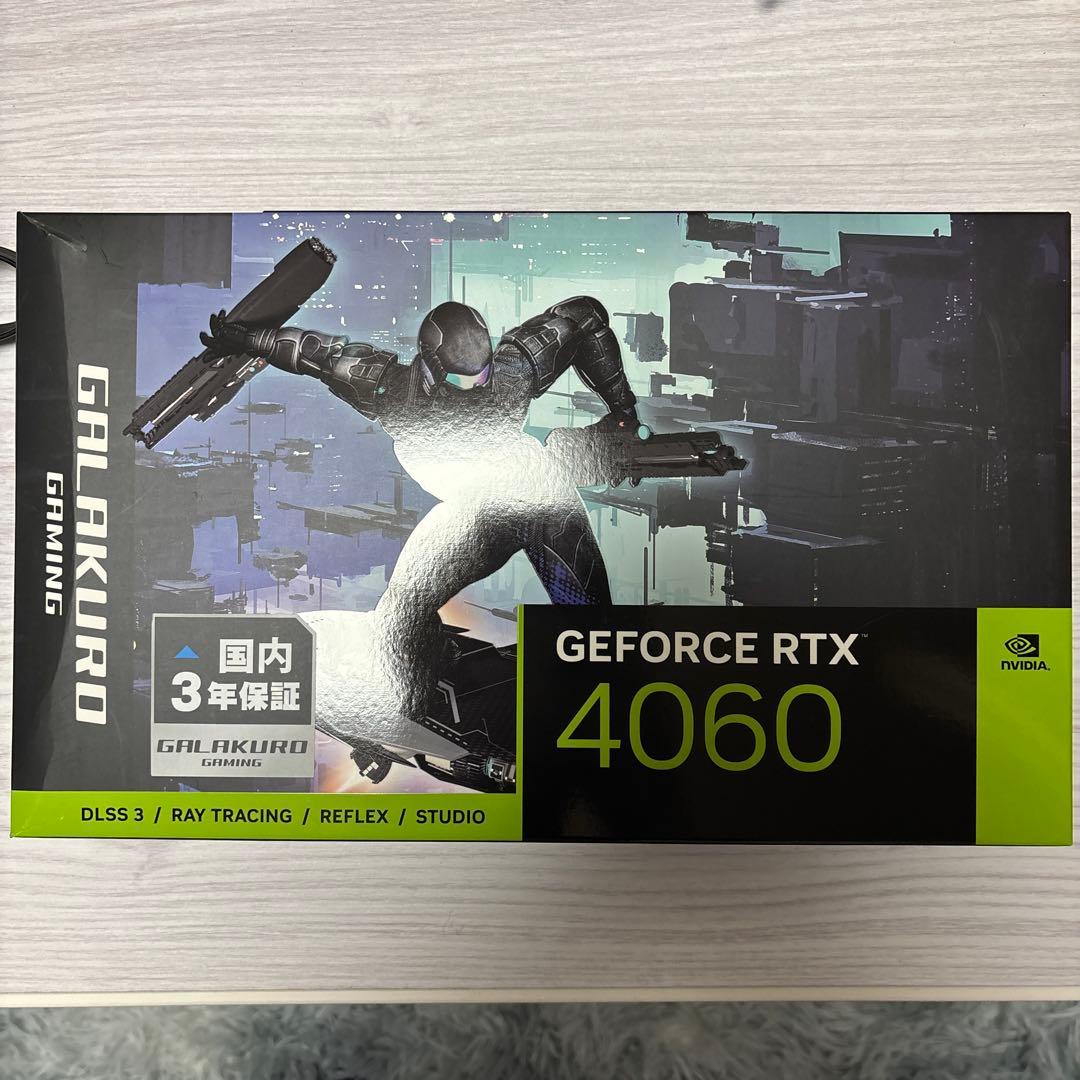 GALAKURO
GAMING
国内
3年保証
GALAKURO
GAMING
GEFORCE RTX™
4060
NVIDIA.
DLSS 3 / RAY TRACING / REFLEX / STUDIO